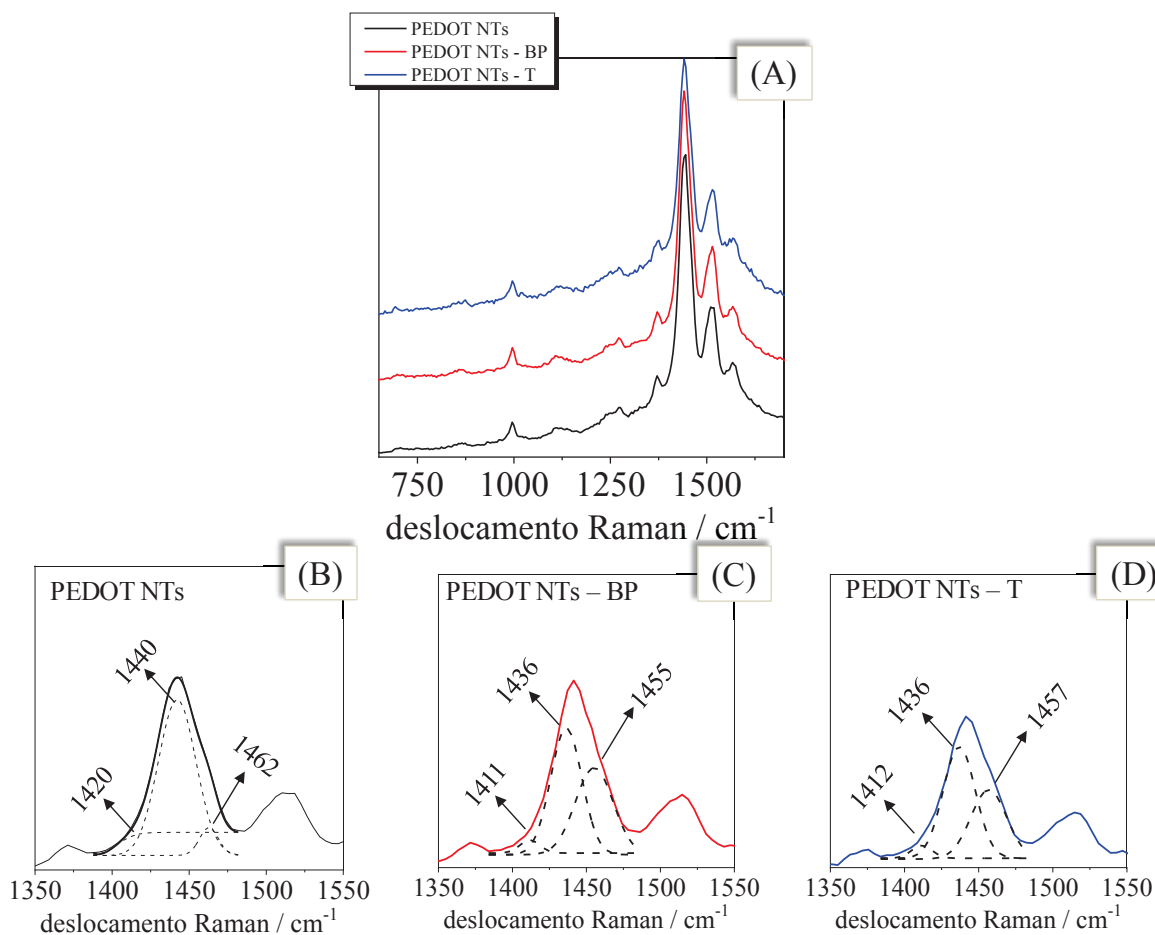 PEDOT NTs
PEDOT NTs - BP
PEDOT NTs - T
(A)
750 1000 1250 1500
deslocamento Raman / cm⁻¹
(B)
PEDOT NTs
1440
1462
1420
1350 1400 1450 1500 1550
deslocamento Raman / cm⁻¹
(C)
PEDOT NTs – BP
1436
1455
1411
1350 1400 1450 1500 1550
deslocamento Raman / cm⁻¹
(D)
PEDOT NTs – T
1436
1457
1412
1350 1400 1450 1500 1550
deslocamento Raman / cm⁻¹